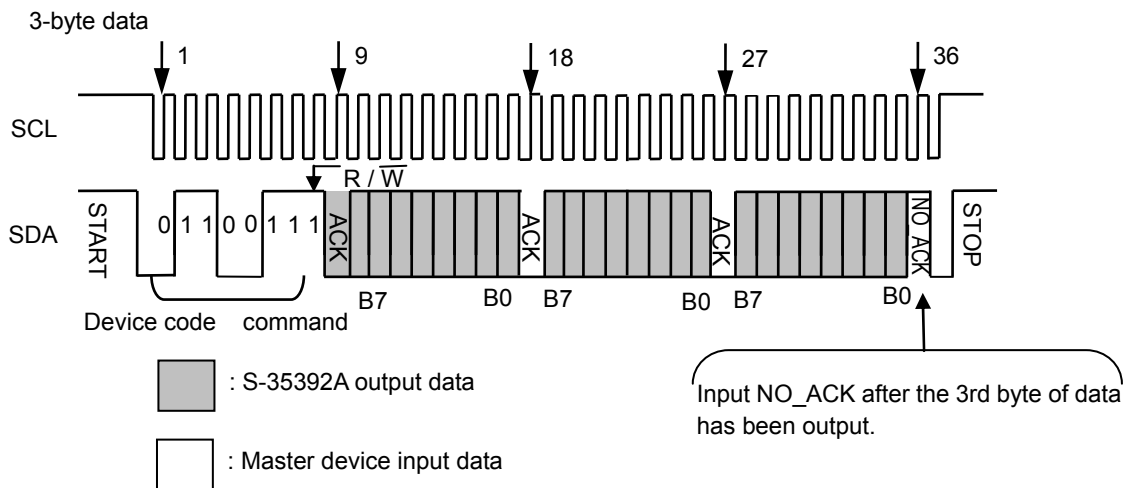 3-byte data
1 9 18 27 36
SCL
R / W
START 0 1 1 0 0 1 1 1 ACK ACK ACK NO ACK STOP
SDA
B7 B0 B7 B0 B7 B0
Device code command
: S-35392A output data
Input NO_ACK after the 3rd byte of data
has been output.
: Master device input data